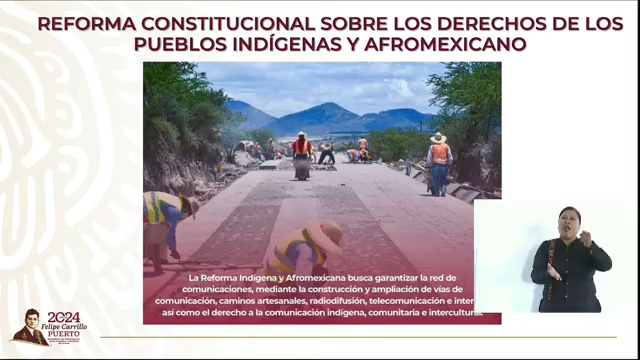 REFORMA CONSTITUCIONAL SOBRE LOS DERECHOS DE LOS
PUEBLOS INDÍGENAS Y AFROMEXICANO
La Reforma Indígena y Afromexicana busca garantizar la red de
comunicaciones, mediante la construcción y ampliación de vías de
comunicación, caminos artesanales, radiodifusión, telecomunicación e
así como el derecho a la comunicación indígena, comunitaria e intercultural.
2024
Felipe Carrillo
PUERTO